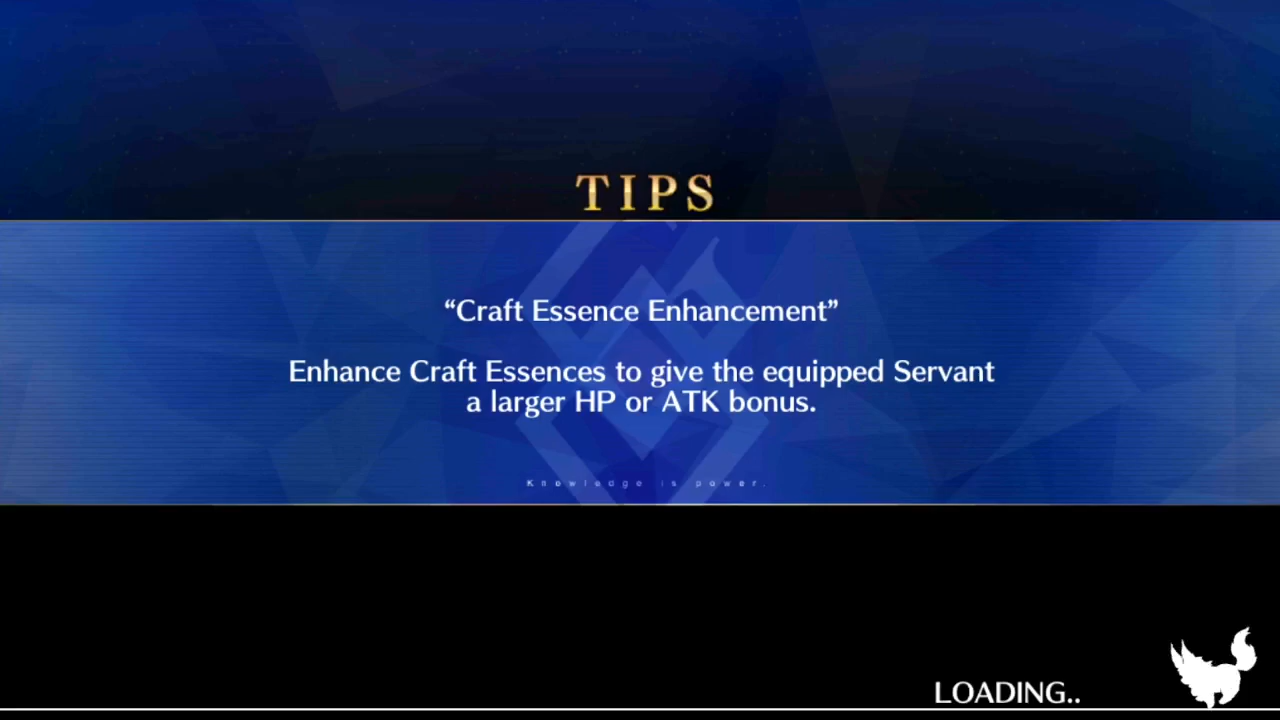 TIPS
“Craft Essence Enhancement”
Enhance Craft Essences to give the equipped Servant
a larger HP or ATK bonus.
Knowledge is power.
LOADING..